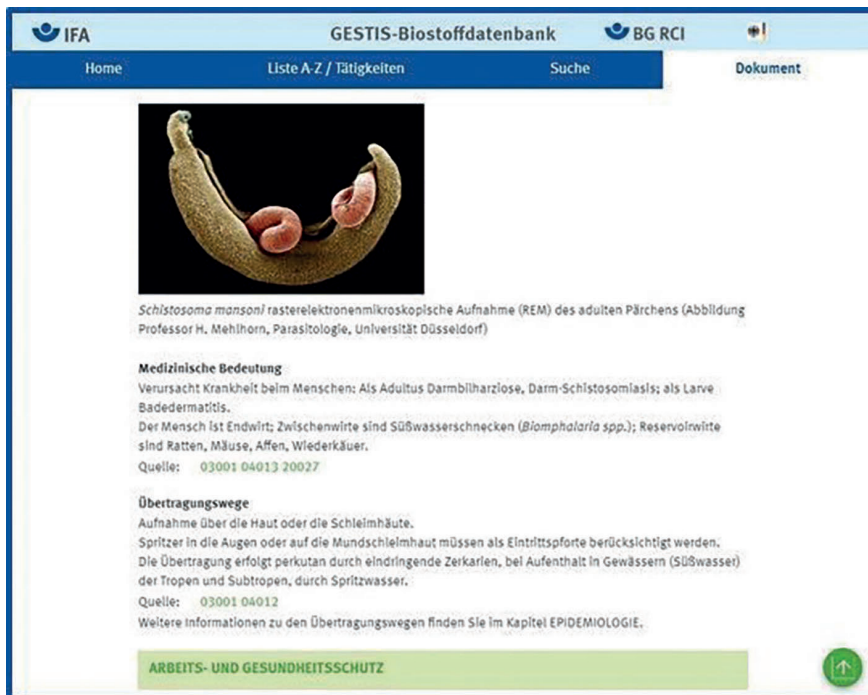 IFA
GESTIS-Biostoffdatenbank
BG RCI
Home
Liste A-Z / Tätigkeiten
Suche
Dokument
Schistosoma mansoni rasterelektronenmikroskopische Aufnahme (REM) des adulten Pärchens (Abbildung
Professor H. Mehlhorn, Parasitologie, Universität Düsseldorf)
Medizinische Bedeutung
Verursacht Krankheit beim Menschen: Als Adultus Darmbilharziose, Darm-Schistosomiasis; als Larve
Badedermatitis.
Der Mensch ist Endwirt; Zwischenwirte sind Süßwasserschnecken (Biomphalaria spp.); Reservoirwirte
sind Ratten, Mäuse, Affen, Wiederkäuer.
Quelle: 03001 04013 20027
Übertragungswege
Aufnahme über die Haut oder die Schleimhäute.
Spritzer in die Augen oder auf die Mundschleimhaut müssen als Eintrittspforte berücksichtigt werden.
Die Übertragung erfolgt perkutan durch eindringende Zerkarien, bei Aufenthalt in Gewässern (Süßwasser)
der Tropen und Subtropen, durch Spritzwasser.
Quelle: 03001 04012
Weitere Informationen zu den Übertragungswegen finden Sie im Kapitel EPIDEMIOLOGIE.
ARBEITS- UND GESUNDHEITSSCHUTZ